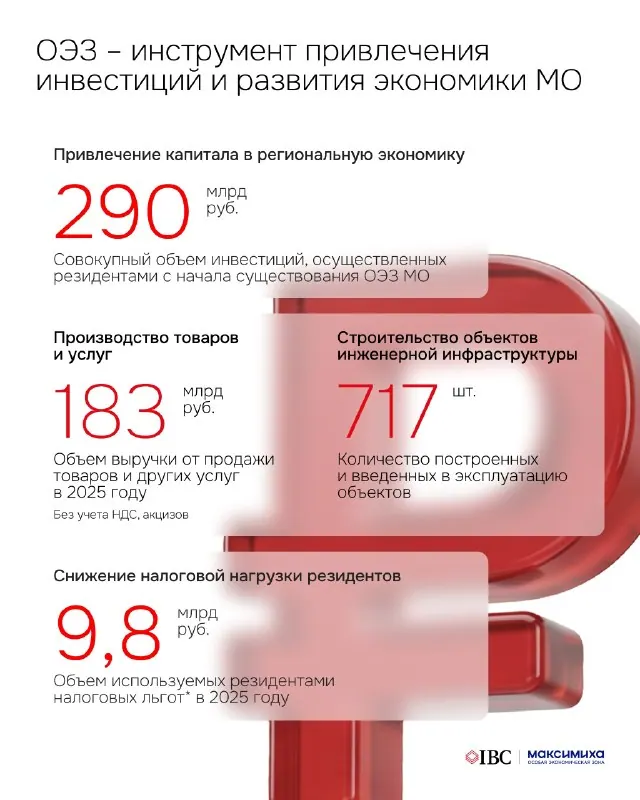 ОЭЗ – инструмент привлечения
инвестиций и развития экономики МО
Привлечение капитала в региональную экономику
290 млрд
руб.
Совокупный объем инвестиций, осуществленных
резидентами с начала существования ОЭЗ МО
Производство товаров
и услуг
183 млрд
руб.
Объем выручки от продажи
товаров и других услуг
в 2025 году
Без учета НДС, акцизов
Строительство объектов
инженерной инфраструктуры
717 шт.
Количество построенных
и введенных в эксплуатацию
объектов
Снижение налоговой нагрузки резидентов
9,8 млрд
руб.
Объем используемых резидентами
налоговых льгот* в 2025 году
IBC
максимиха
ОСОБАЯ ЭКОНОМИЧЕСКАЯ ЗОНА